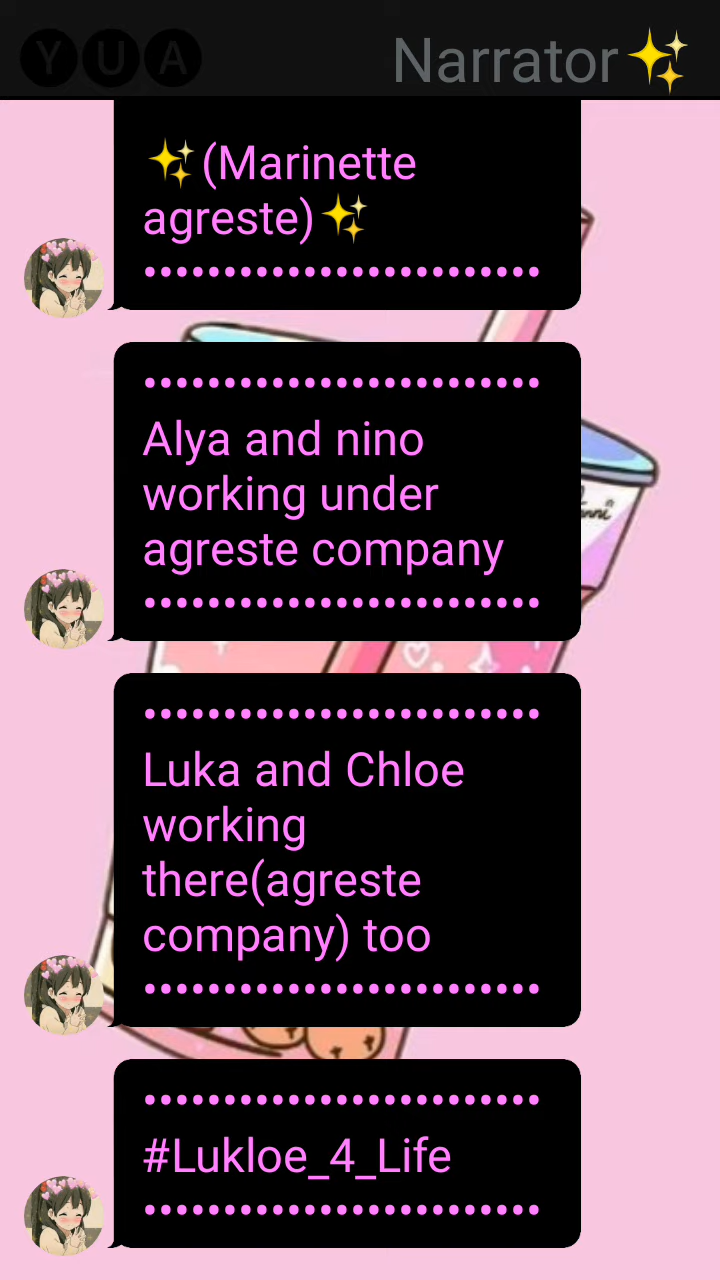 YUA
Narrator✨
✨(Marinette
agreste)✨
•••••••••••••••••••••••••
•••••••••••••••••••••••••
Alya and nino
working under
agreste company
•••••••••••••••••••••••••
•••••••••••••••••••••••••
Luka and Chloe
working
there(agreste
company) too
•••••••••••••••••••••••••
•••••••••••••••••••••••••
#Lukloe_4_Life
•••••••••••••••••••••••••